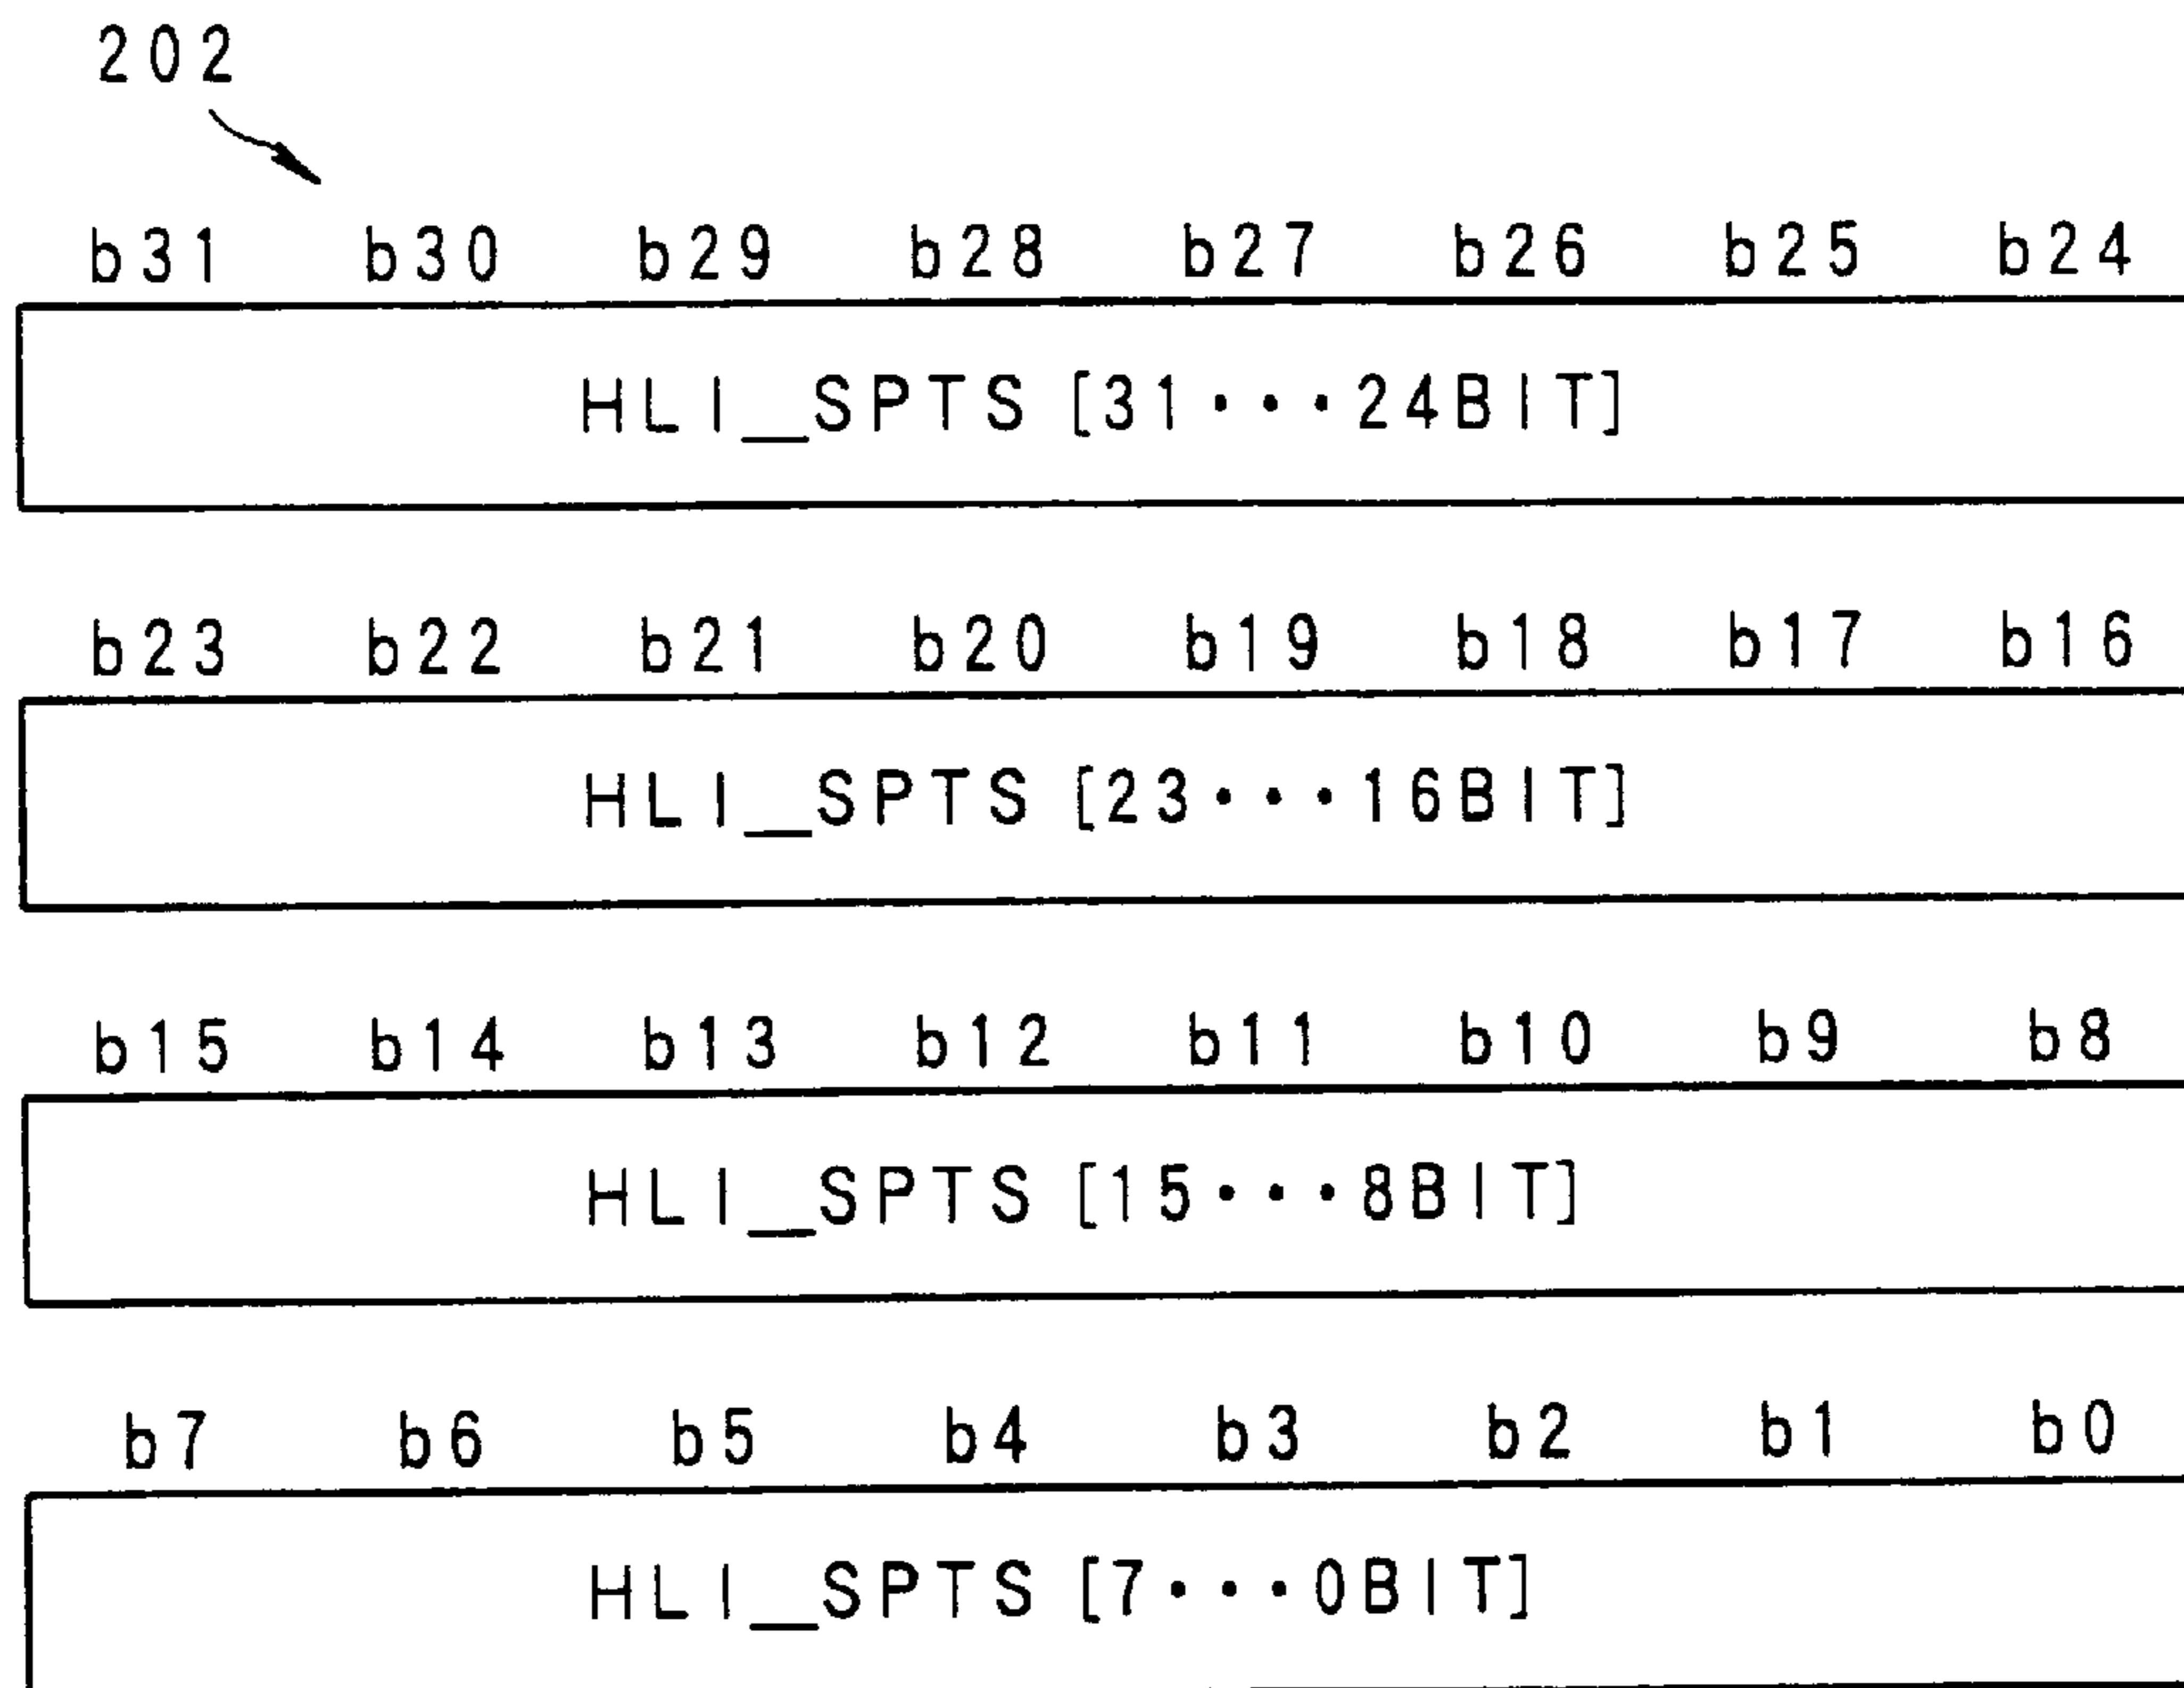 202
b31 b30 b29 b28 b27 b26 b25 b24
HLI_SPTS [31・・・24BIT]
b23 b22 b21 b20 b19 b18 b17 b16
HLI_SPTS [23・・・16BIT]
b15 b14 b13 b12 b11 b10 b9 b8
HLI_SPTS [15・・・8BIT]
b7 b6 b5 b4 b3 b2 b1 b0
HLI_SPTS [7・・・0BIT]